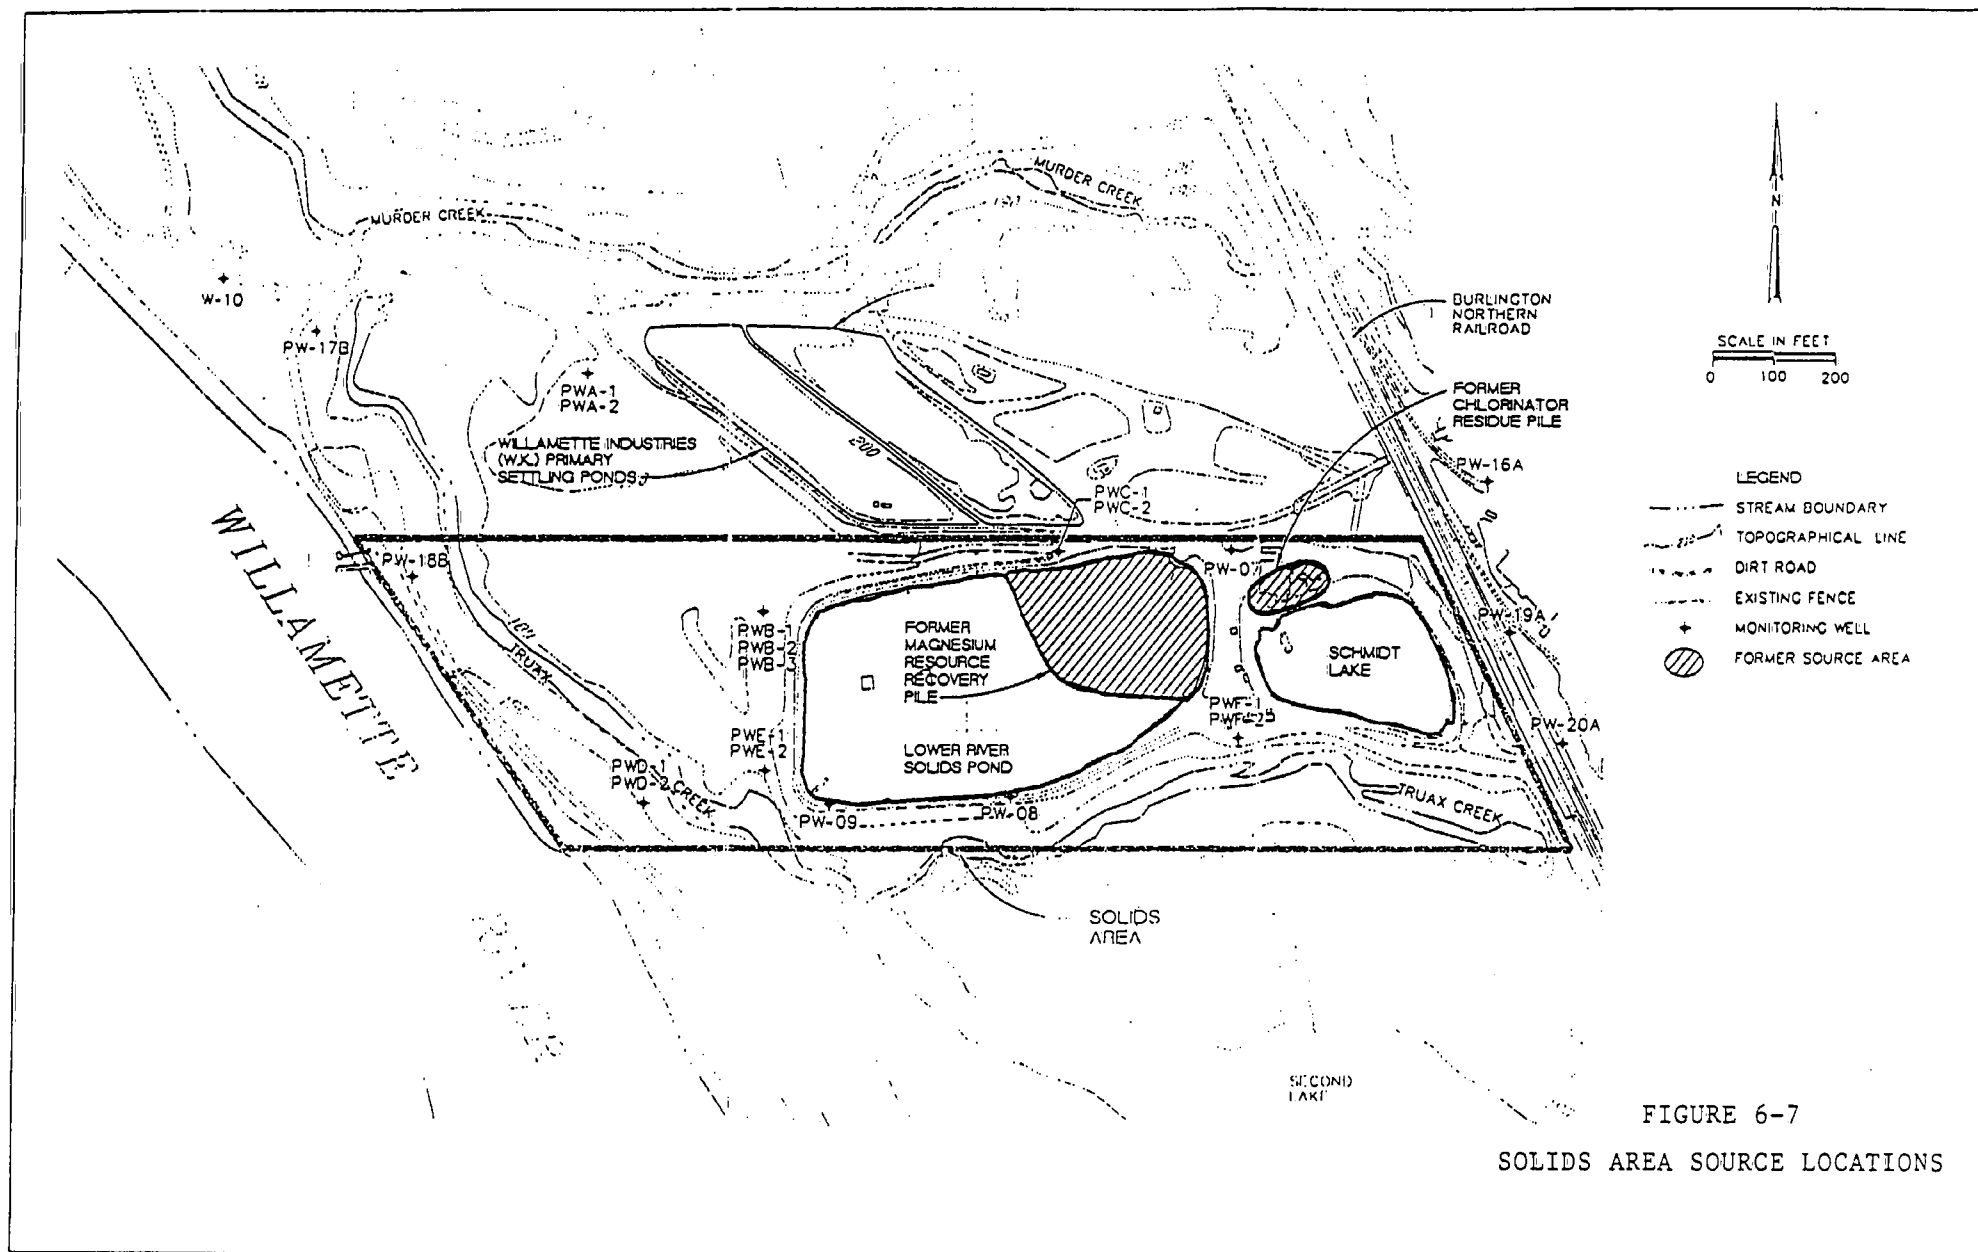 MURDER CREEK
MURDER CREEK
W-10
PW-17B
PWA-1
PWA-2
WILLAMETTE INDUSTRIES
(W.K.) PRIMARY
SETTLING PONDS
200
BURLINGTON
NORTHERN
RAILROAD
FORMER
CHLORINATOR
RESIDUE PILE
PW-16A
PWC-1
PWC-2
N
SCALE IN FEET
0 100 200
LEGEND
STREAM BOUNDARY
TOPOGRAPHICAL LINE
DIRT ROAD
EXISTING FENCE
MONITORING WELL
FORMER SOURCE AREA
WILLAMETTE
RIVER
PW-18B
TRUAX
CREEK
PWB-1
PWB-2
PWB-3
FORMER
MAGNESIUM
RESOURCE
RECOVERY
PILE
PW-07
SCHMIDT
LAKE
PW-19A
PWE-1
PWE-2
PWD-1
PWD-2
LOWER RIVER
SOLIDS POND
PWF-1
PWF-2
PW-20A
PW-09
PW-08
TRUAX CREEK
SOLIDS
AREA
SECOND
LAKE
FIGURE 6-7
SOLIDS AREA SOURCE LOCATIONS